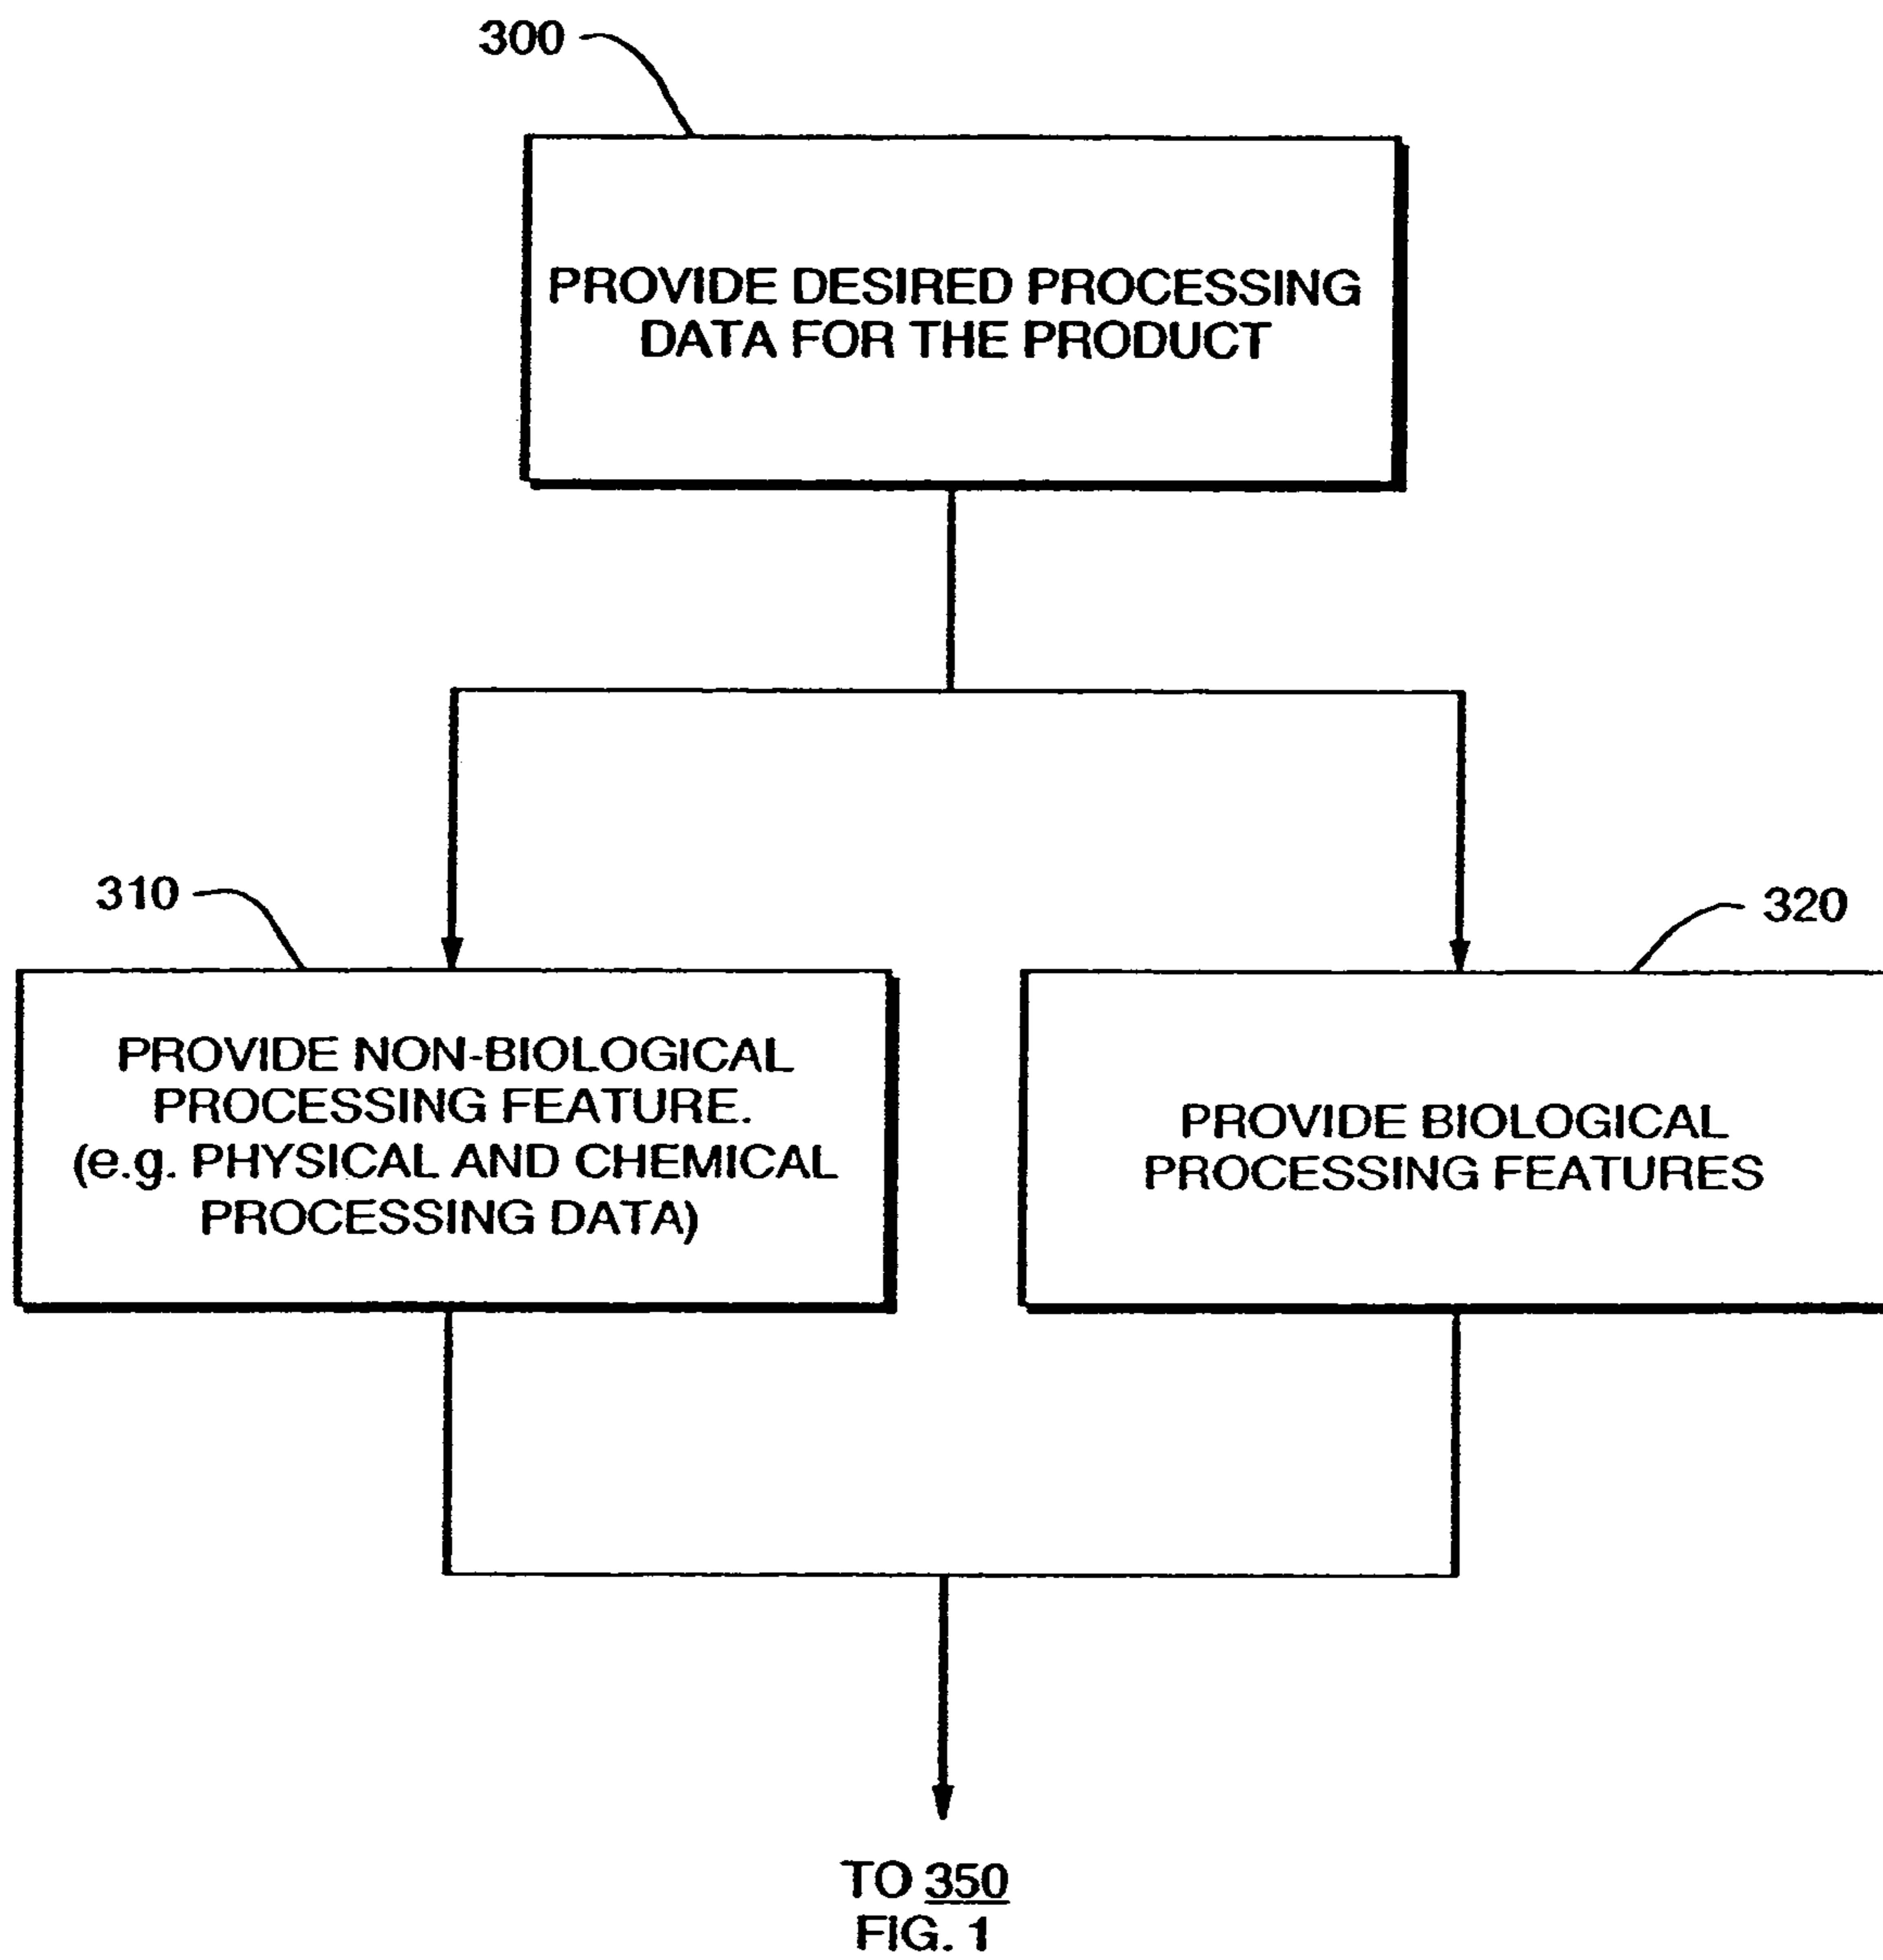 300
PROVIDE DESIRED PROCESSING
DATA FOR THE PRODUCT
310
320
PROVIDE NON-BIOLOGICAL
PROCESSING FEATURE.
(e.g. PHYSICAL AND CHEMICAL
PROCESSING DATA)
PROVIDE BIOLOGICAL
PROCESSING FEATURES
TO 350
FIG. 1